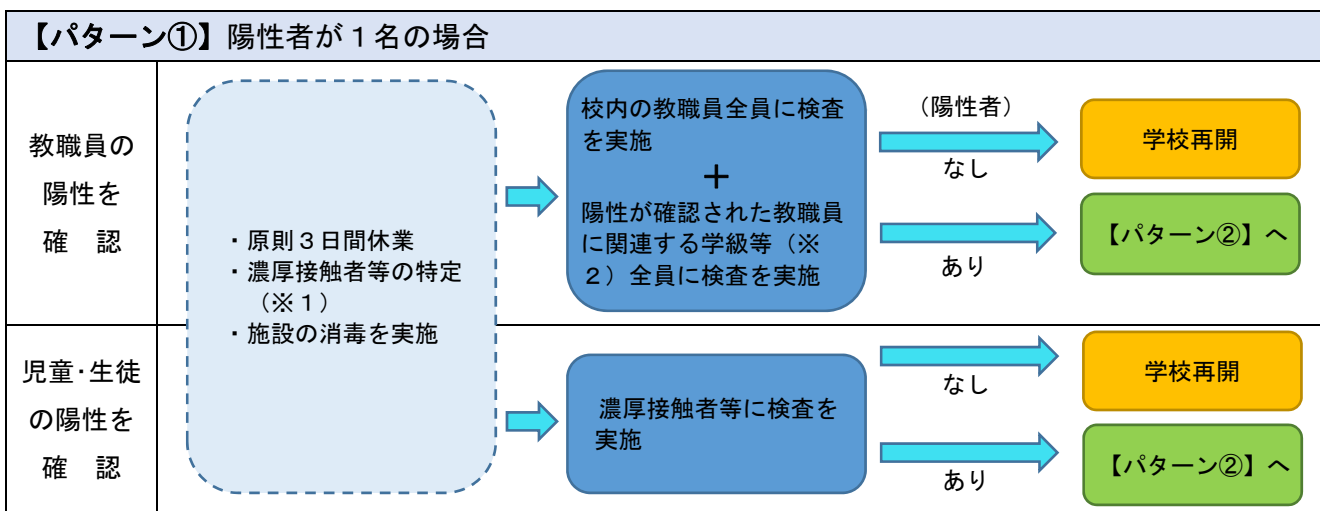 【パターン①】陽性者が１名の場合
教職員の
陽性を
確　認
・原則３日間休業
・濃厚接触者等の特定
（※１）
・施設の消毒を実施
校内の教職員全員に検査
を実施
＋
陽性が確認された教職員
に関連する学級等（※
２）全員に検査を実施
（陽性者）
なし
学校再開
あり
【パターン②】へ
児童・生徒
の陽性を
確　認
濃厚接触者等に検査を
実施
なし
学校再開
あり
【パターン②】へ